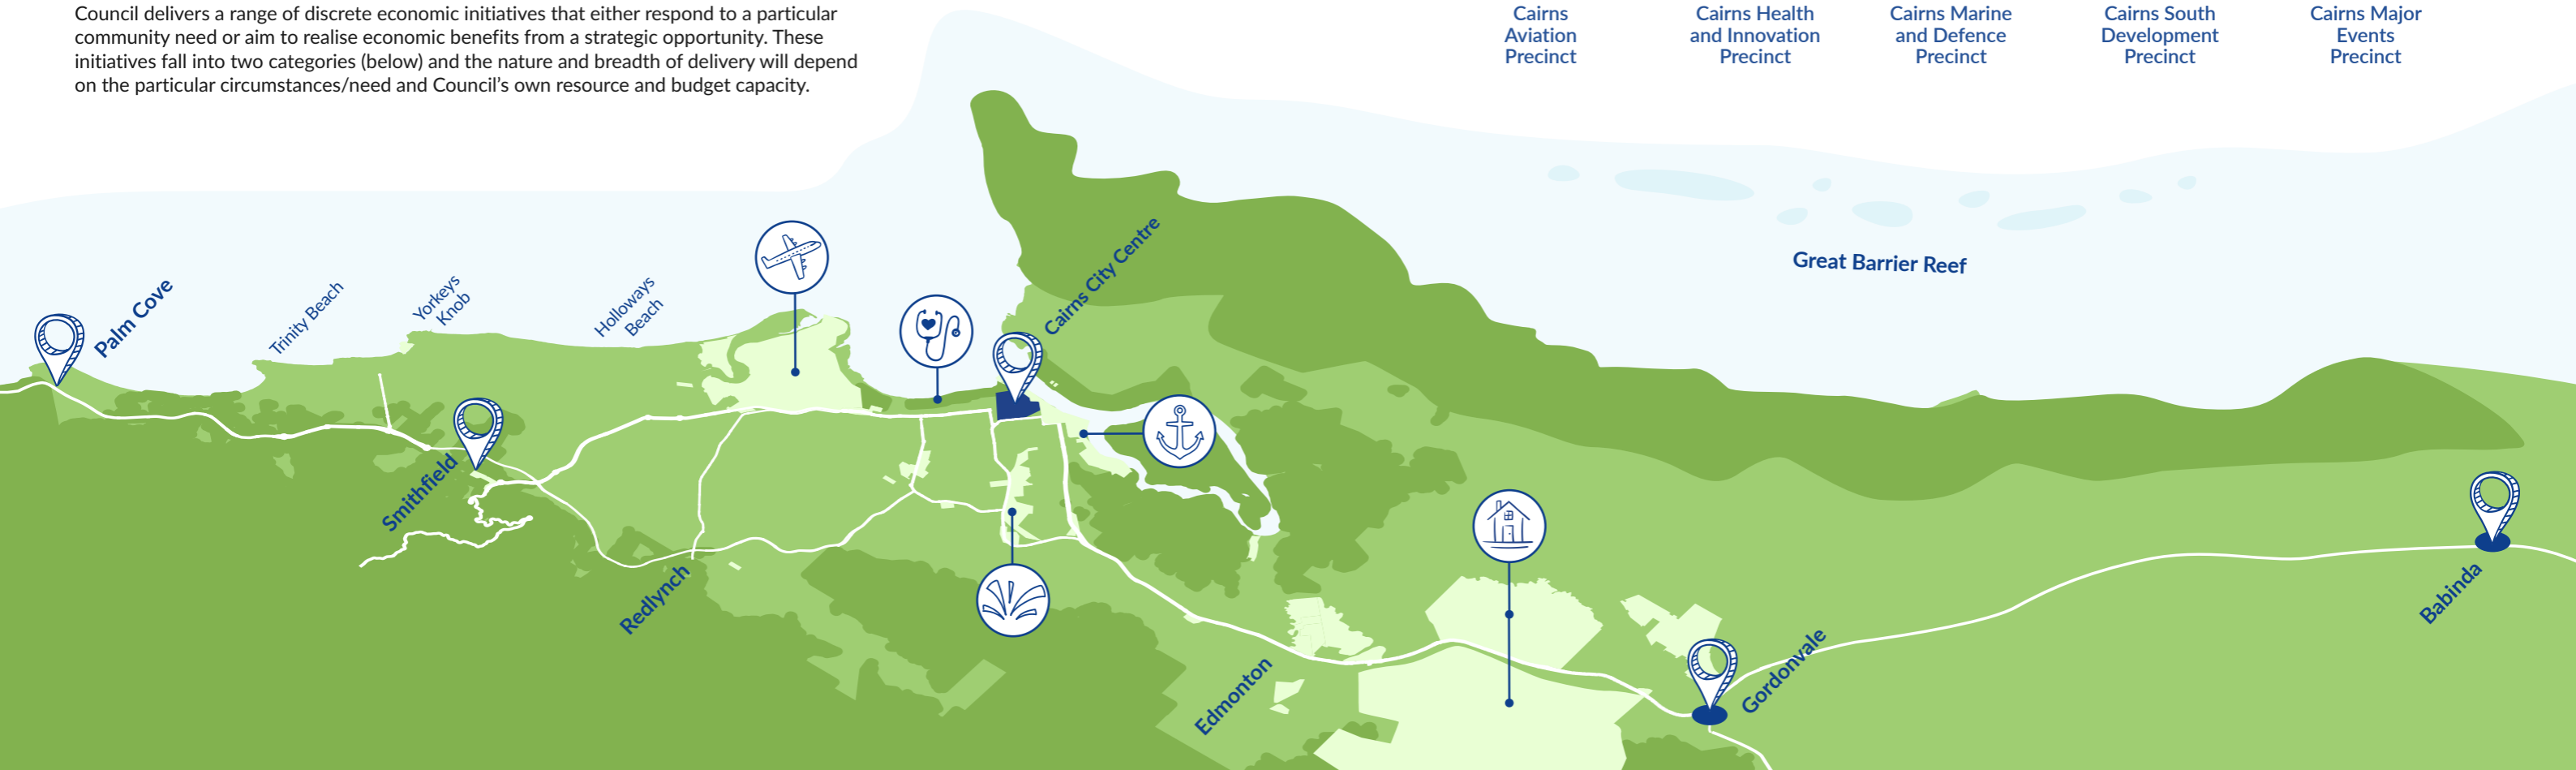 Council delivers a range of discrete economic initiatives that either respond to a particular
community need or aim to realise economic benefits from a strategic opportunity. These
initiatives fall into two categories (below) and the nature and breadth of delivery will depend
on the particular circumstances/need and Council’s own resource and budget capacity.
Cairns
Aviation
Precinct
Cairns Health
and Innovation
Precinct
Cairns Marine
and Defence
Precinct
Cairns South
Development
Precinct
Cairns Major
Events
Precinct
Palm Cove
Trinity Beach
Yorkeys
Knob
Holloways
Beach
Cairns City Centre
Great Barrier Reef
Smithfield
Redlynch
Edmonton
Gordonvale
Babinda